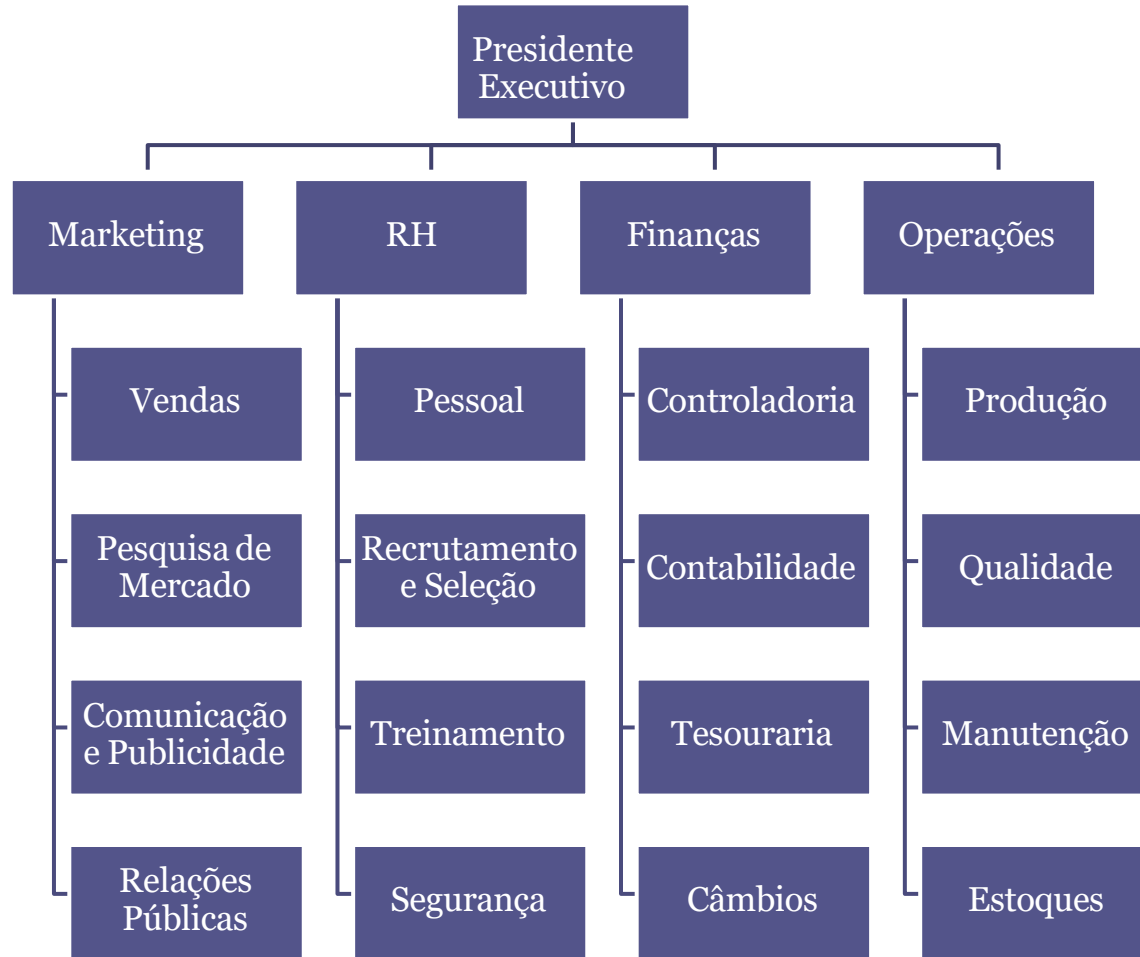 Presidente
Executivo
Marketing
RH
Finanças
Operações
Vendas
Pessoal
Controladoria
Produção
Pesquisa de
Mercado
Recrutamento
e Seleção
Contabilidade
Qualidade
Comunicação
e Publicidade
Treinamento
Tesouraria
Manutenção
Relações
Públicas
Segurança
Câmbios
Estoques